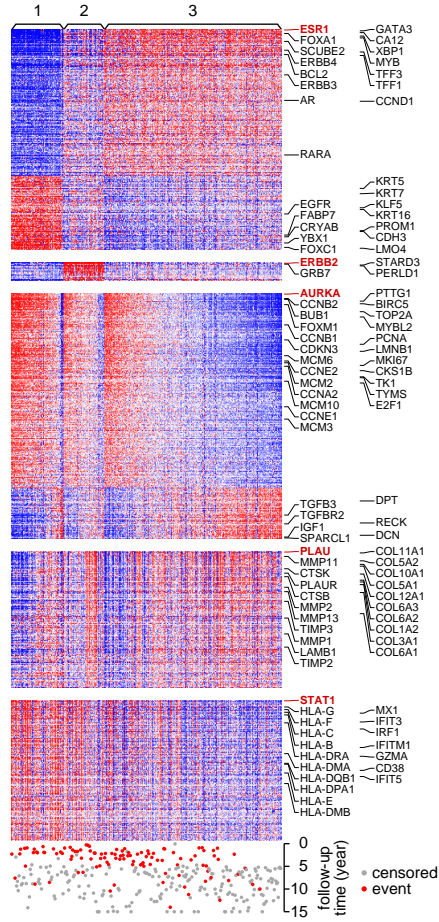 1 2 3
ESR1 GATA3
FOXA1 CA12
SCUBE2 XBP1
ERBB4 MYB
BCL2 TFF3
ERBB3 TFF1
AR CCND1
RARA
KRT5
KRT7
EGFR KLF5
FABP7 KRT16
CRYAB PROM1
YBX1 CDH3
FOXC1 LMO4
ERBB2 STARD3
GRB7 PERLD1
AURKA PTTG1
CCNB2 BIRC5
BUB1 TOP2A
FOXM1 MYBL2
CCNB1 PCNA
CDKN3 LMNB1
MCM6 MKI67
CCNE2 CKS1B
MCM2 TK1
CCNA2 TYMS
MCM10 E2F1
CCNE1
MCM3
TGFB3 DPT
TGFBR2
IGF1 RECK
SPARCL1 DCN
PLAU COL11A1
MMP11 COL5A2
CTSK COL10A1
PLAUR COL5A1
CTSB COL12A1
MMP2 COL6A3
MMP13 COL6A2
TIMP3 COL1A2
MMP1 COL3A1
LAMB1 COL6A1
TIMP2
STAT1
HLA-G MX1
HLA-F IFIT3
HLA-C IRF1
HLA-B IFITM1
HLA-DRA GZMA
HLA-DMA CD38
HLA-DQB1 IFIT5
HLA-DPA1
HLA-E
HLA-DMB
0
5
10
15
follow-up
time (year)
censored
event